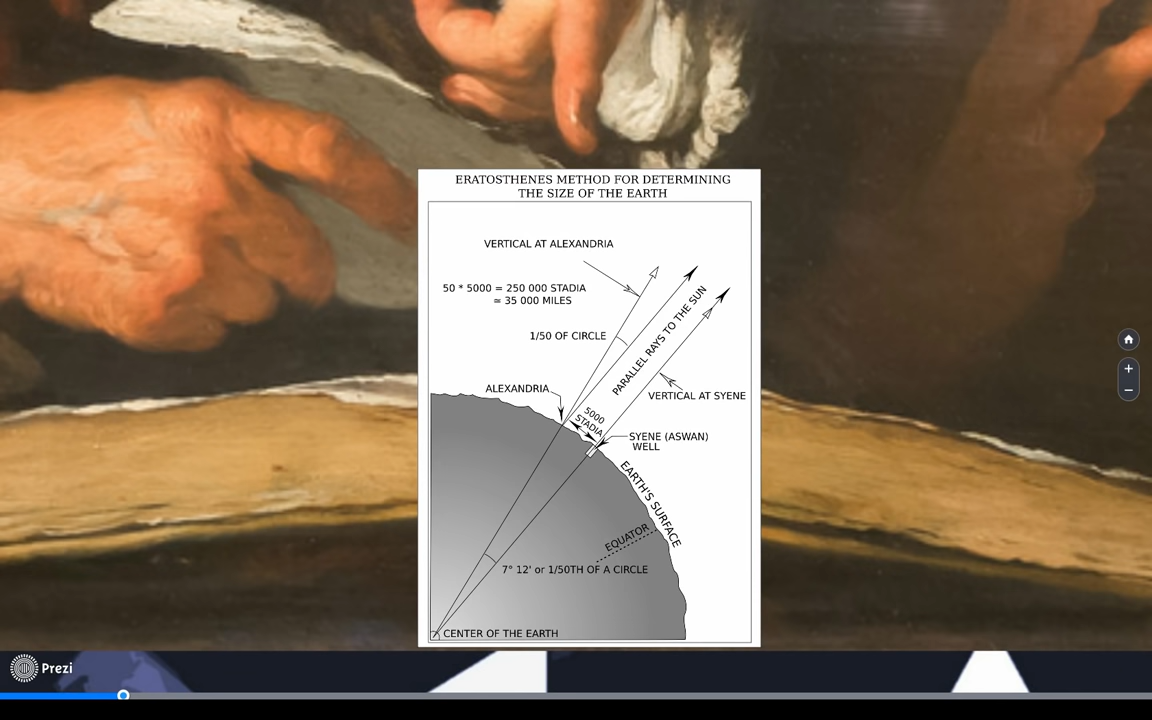 ERATOSTHENES METHOD FOR DETERMINING
THE SIZE OF THE EARTH
VERTICAL AT ALEXANDRIA
50 * 5000 = 250 000 STADIA
≃ 35 000 MILES
1/50 OF CIRCLE
PARALLEL RAYS TO THE SUN
ALEXANDRIA
VERTICAL AT SYENE
5000
STADIA
SYENE (ASWAN)
WELL
EARTH'S SURFACE
EQUATOR
7° 12' or 1/50TH OF A CIRCLE
CENTER OF THE EARTH
Prezi